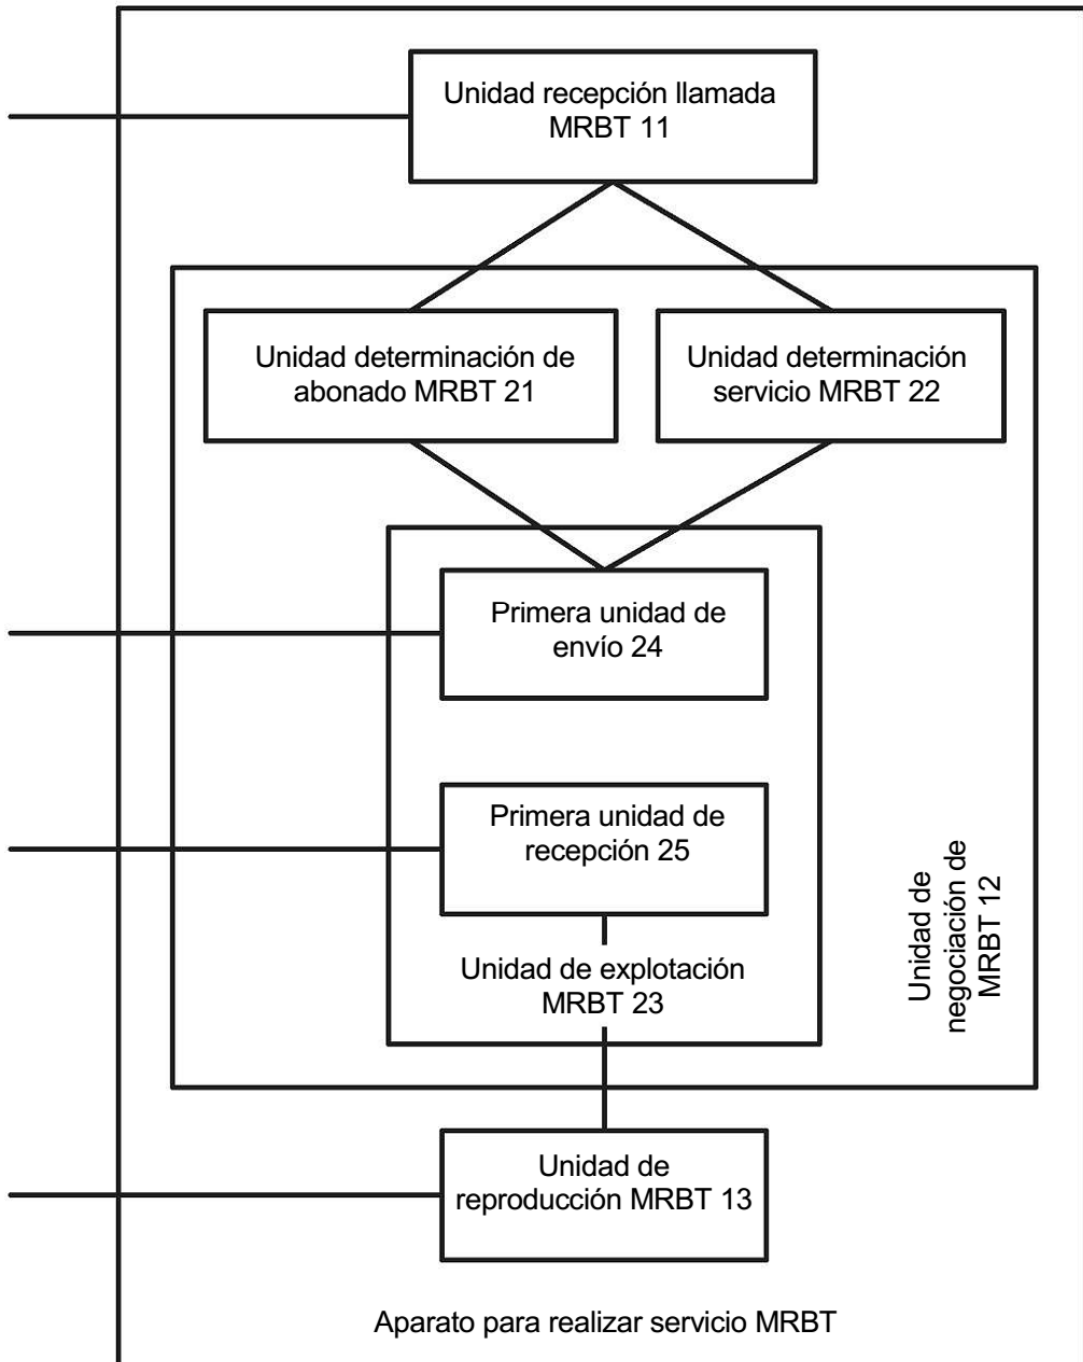 Unidad recepción llamada
MRBT 11
Unidad determinación de
abonado MRBT 21
Unidad determinación
servicio MRBT 22
Primera unidad de
envío 24
Primera unidad de
recepción 25
Unidad de explotación
MRBT 23
Unidad de
negociación de
MRBT 12
Unidad de
reproducción MRBT 13
Aparato para realizar servicio MRBT